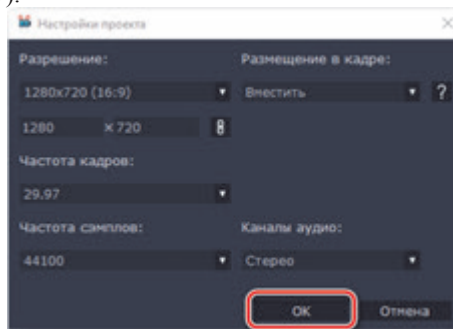 ).
Настройки проекта
Разрешение: Размещение в кадре:
1280x720 (16:9) Вместить ?
1280 × 720
Частота кадров:
29,97
Частота сэмплов: Каналы аудио:
44100 Стерео
ОК Отмена